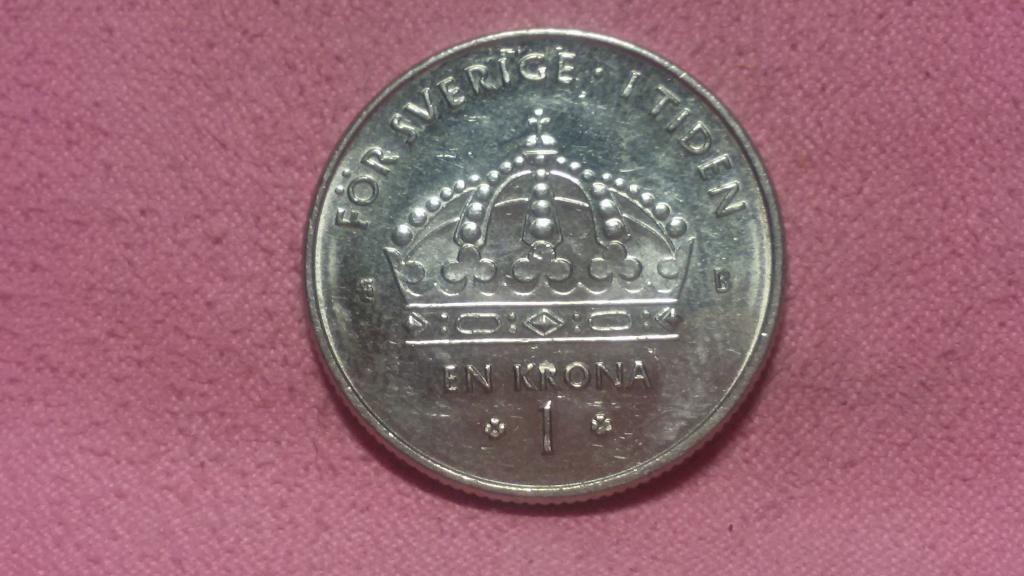 FÖR SVERIGE I TIDEN
B
EN KRONA
1